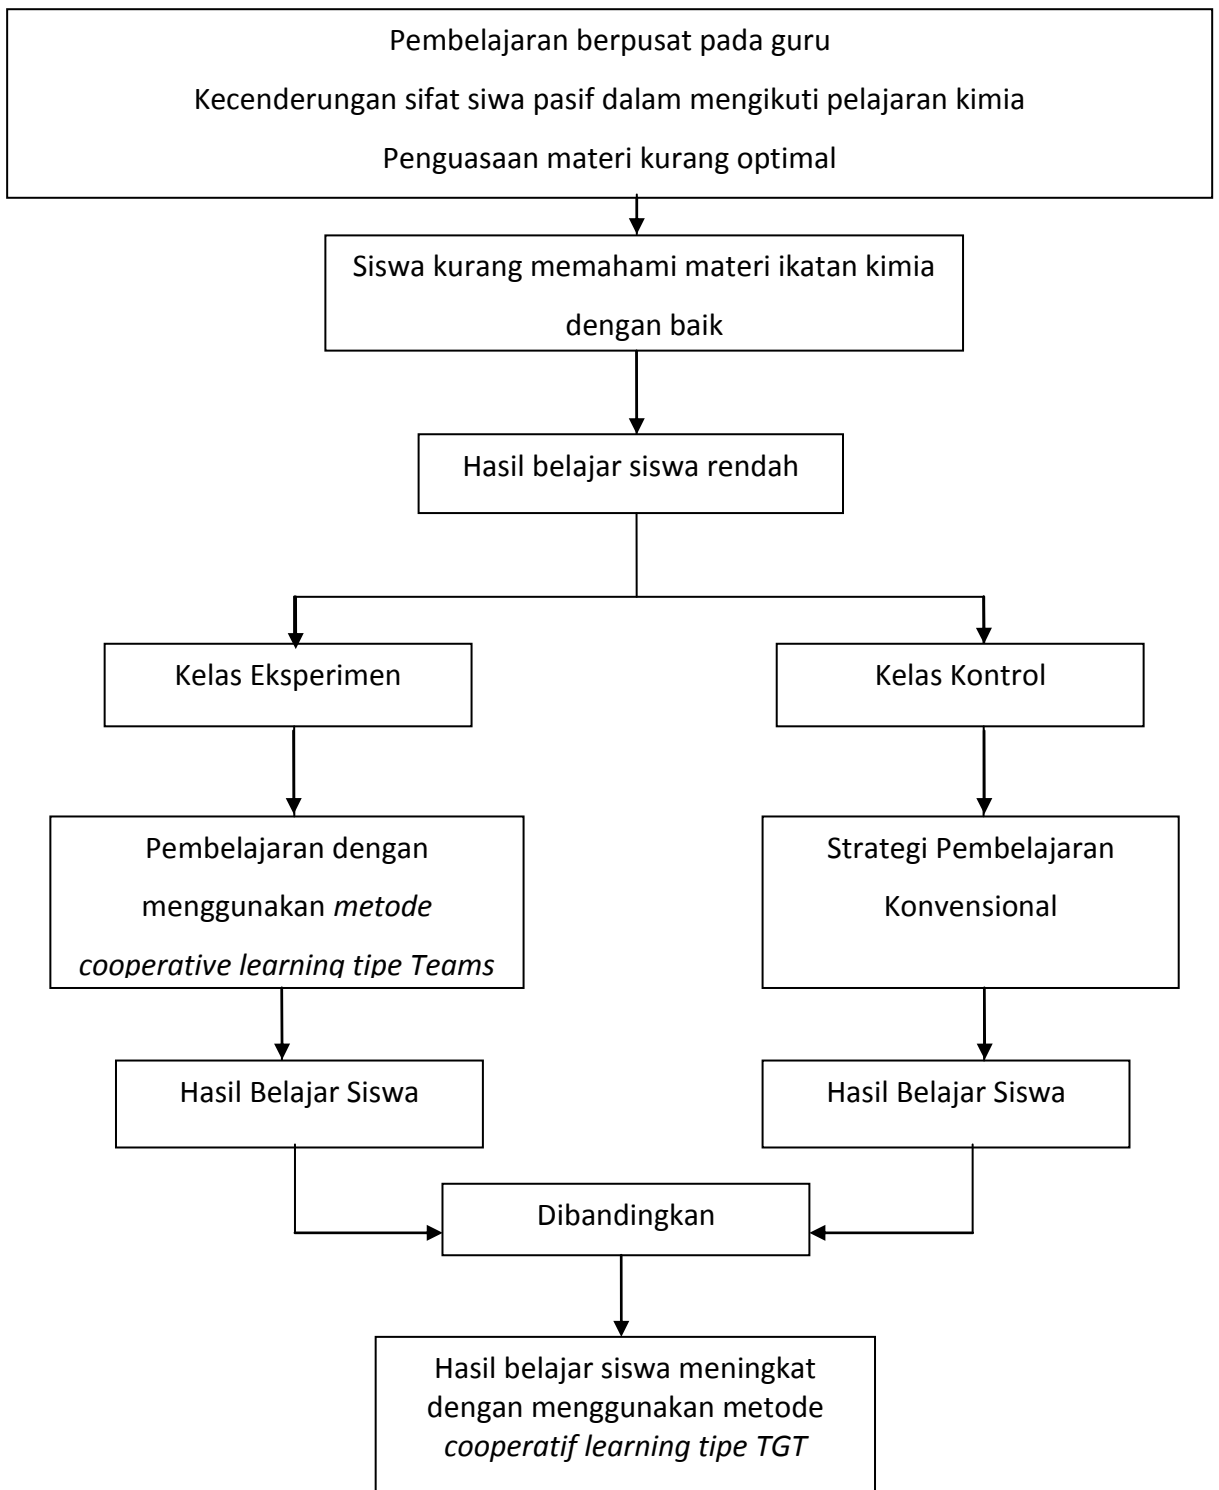 Pembelajaran berpusat pada guru
Kecenderungan sifat siwa pasif dalam mengikuti pelajaran kimia
Penguasaan materi kurang optimal
Siswa kurang memahami materi ikatan kimia
dengan baik
Hasil belajar siswa rendah
Kelas Eksperimen
Kelas Kontrol
Pembelajaran dengan
menggunakan metode
cooperative learning tipe Teams
Strategi Pembelajaran
Konvensional
Hasil Belajar Siswa
Hasil Belajar Siswa
Dibandingkan
Hasil belajar siswa meningkat
dengan menggunakan metode
cooperatif learning tipe TGT